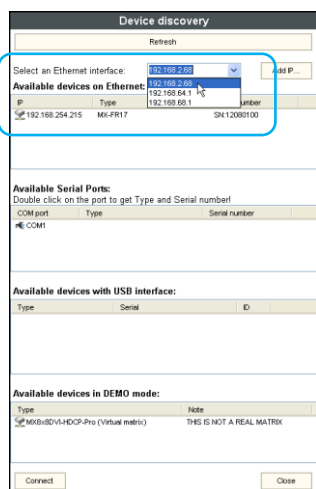 Device discovery
Refresh
Select an Ethernet interface: 192.168.2.68 Add IP...
Available devices on Ethernet: 192.168.2.68
192.168.64.1
192.168.68.1
IP Type umber
192.168.254.215 MX-FR17 SN:12080100
Available Serial Ports:
Double click on the port to get Type and Serial number!
COM port Type Serial number
COM1
Available devices with USB interface:
Type Serial ID
Available devices in DEMO mode:
Type Note
MX8x8DVI-HDCP-Pro (Virtual matrix) THIS IS NOT A REAL MATRIX
Connect Close